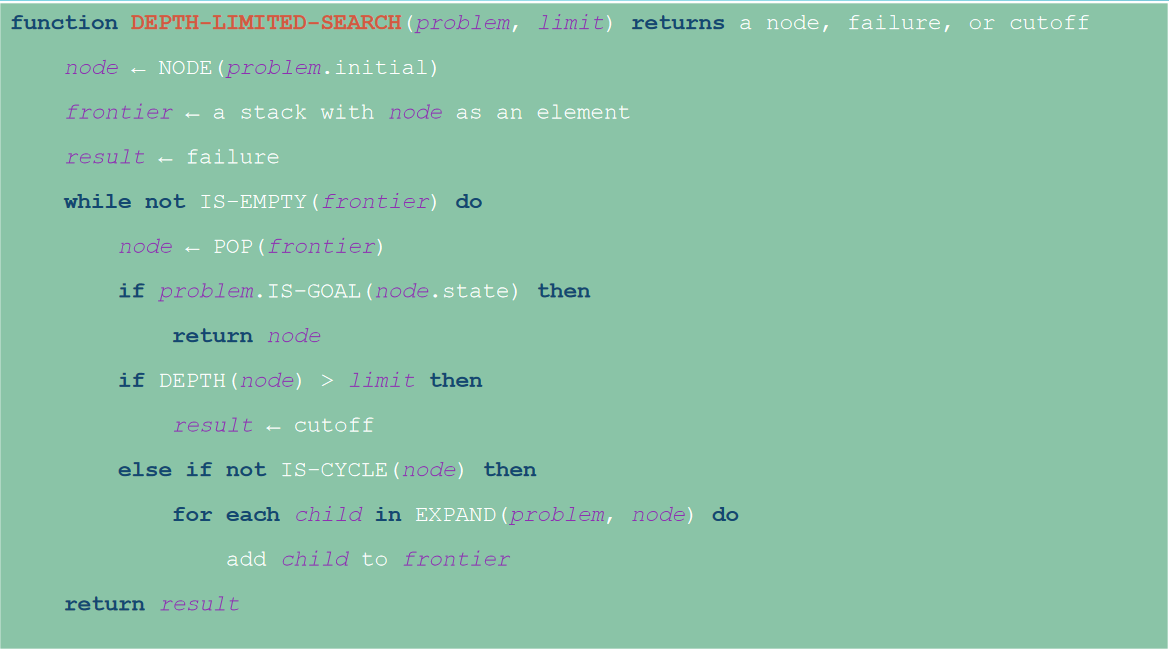 function DEPTH-LIMITED-SEARCH(problem, limit) returns a node, failure, or cutoff
node ← NODE(problem.initial)
frontier ← a stack with node as an element
result ← failure
while not IS-EMPTY(frontier) do
node ← POP(frontier)
if problem.IS-GOAL(node.state) then
return node
if DEPTH(node) > limit then
result ← cutoff
else if not IS-CYCLE(node) then
for each child in EXPAND(problem, node) do
add child to frontier
return result